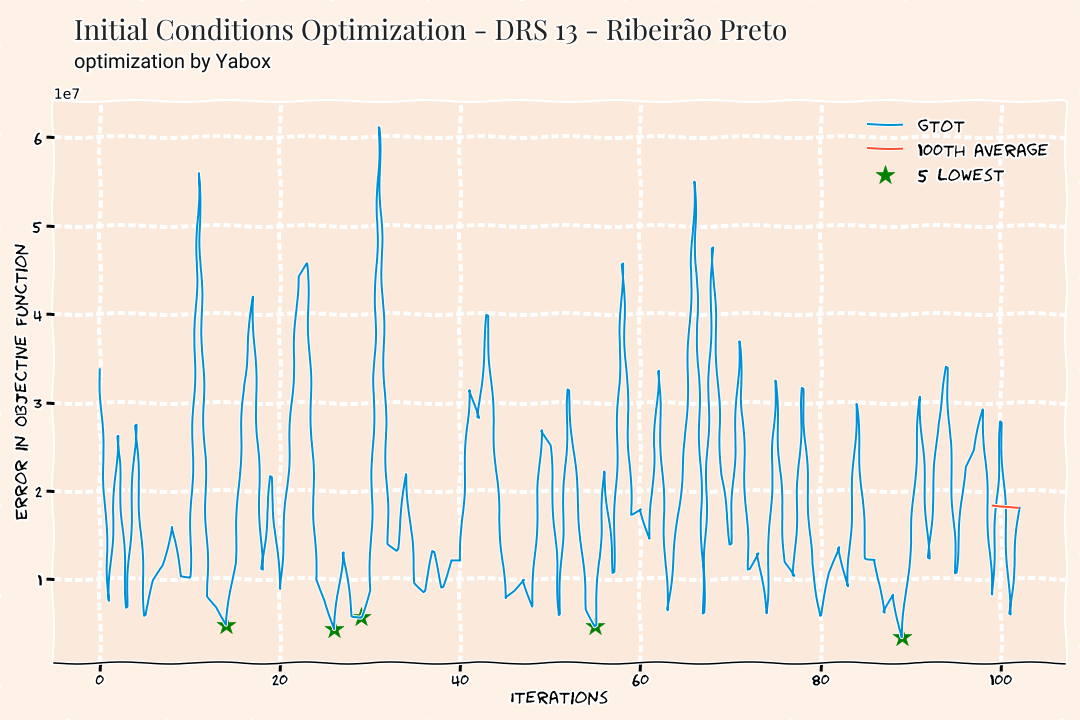 Initial Conditions Optimization - DRS 13 - Ribeirão Preto
optimization by Yabox
1e7
GTOT
100TH AVERAGE
5 LOWEST
6
5
4
3
2
1
ERROR IN OBJECTIVE FUNCTION
0 20 40 60 80 100
ITERATIONS